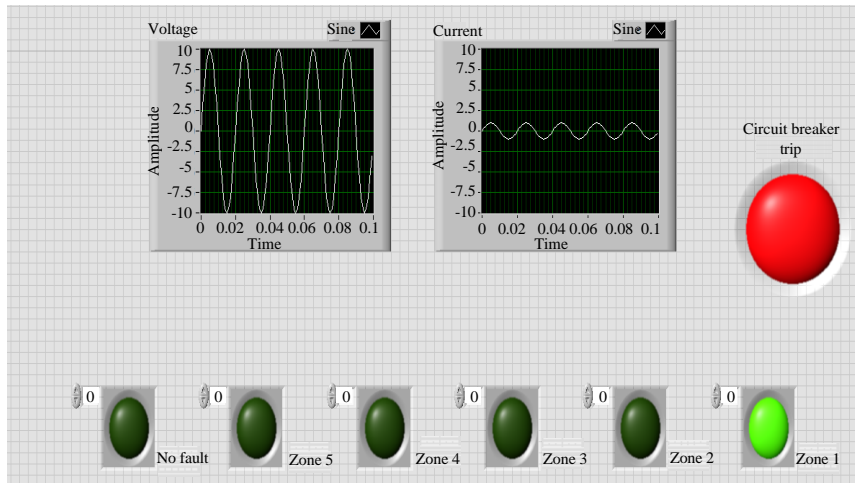 Voltage
Sine
Current
Sine
10
7.5
5
2.5
0
-2.5
-5
-7.5
-10
Amplitude
0 0.02 0.04 0.06 0.08 0.1
Time
10
7.5
5
2.5
0
-2.5
-5
-7.5
-10
Amplitude
0 0.02 0.04 0.06 0.08 0.1
Time
Circuit breaker
trip
0
No fault
0
Zone 5
0
Zone 4
0
Zone 3
0
Zone 2
0
Zone 1